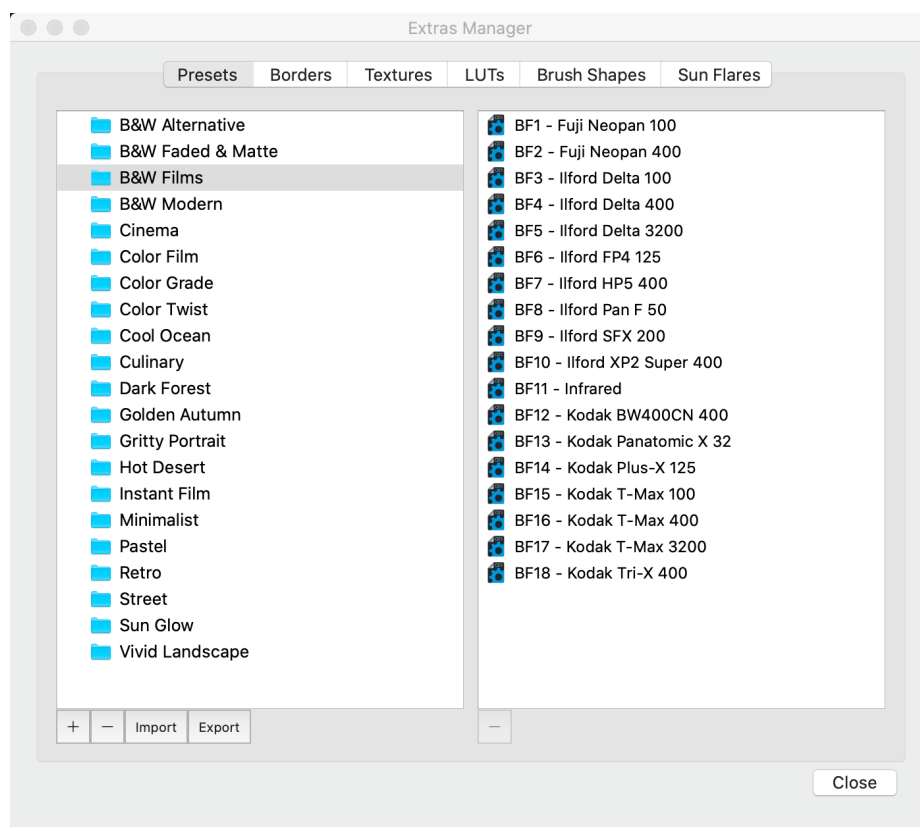 Extras Manager
Presets Borders Textures LUTs Brush Shapes Sun Flares
B&W Alternative
B&W Faded & Matte
B&W Films
B&W Modern
Cinema
Color Film
Color Grade
Color Twist
Cool Ocean
Culinary
Dark Forest
Golden Autumn
Gritty Portrait
Hot Desert
Instant Film
Minimalist
Pastel
Retro
Street
Sun Glow
Vivid Landscape
+ − Import Export
BF1 - Fuji Neopan 100
BF2 - Fuji Neopan 400
BF3 - Ilford Delta 100
BF4 - Ilford Delta 400
BF5 - Ilford Delta 3200
BF6 - Ilford FP4 125
BF7 - Ilford HP5 400
BF8 - Ilford Pan F 50
BF9 - Ilford SFX 200
BF10 - Ilford XP2 Super 400
BF11 - Infrared
BF12 - Kodak BW400CN 400
BF13 - Kodak Panatomic X 32
BF14 - Kodak Plus-X 125
BF15 - Kodak T-Max 100
BF16 - Kodak T-Max 400
BF17 - Kodak T-Max 3200
BF18 - Kodak Tri-X 400
−
Close